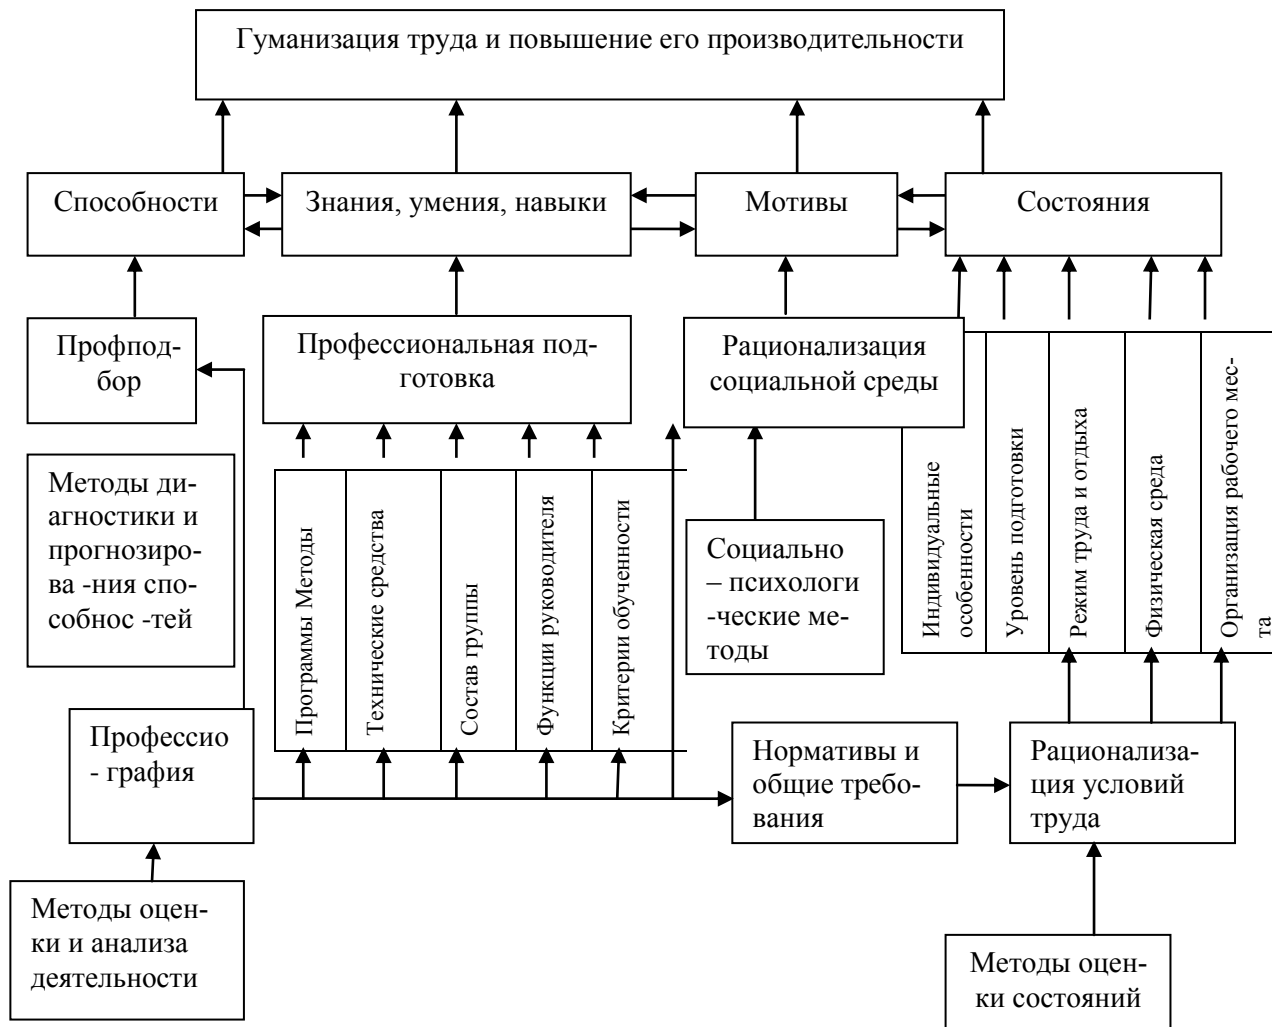 Гуманизация труда и повышение его производительности
Способности
Знания, умения, навыки
Мотивы
Состояния
Профпод-
бор
Профессиональная под-
готовка
Рационализация
социальной среды
Методы ди-
агностики и
прогнозиро-
ва -ния спо-
собнос -тей
Программы Методы
Технические средства
Состав группы
Функции руководителя
Критерии обученности
Социально
– психологи
-ческие ме-
тоды
Индивидуальные
особенности
Уровень подготовки
Режим труда и отдыха
Физическая среда
Организация рабочего мес-
та
Профессио
- графия
Нормативы и
общие требо-
вания
Рационализа-
ция условий
труда
Методы оцен-
ки и анализа
деятельности
Методы оцен-
ки состояний